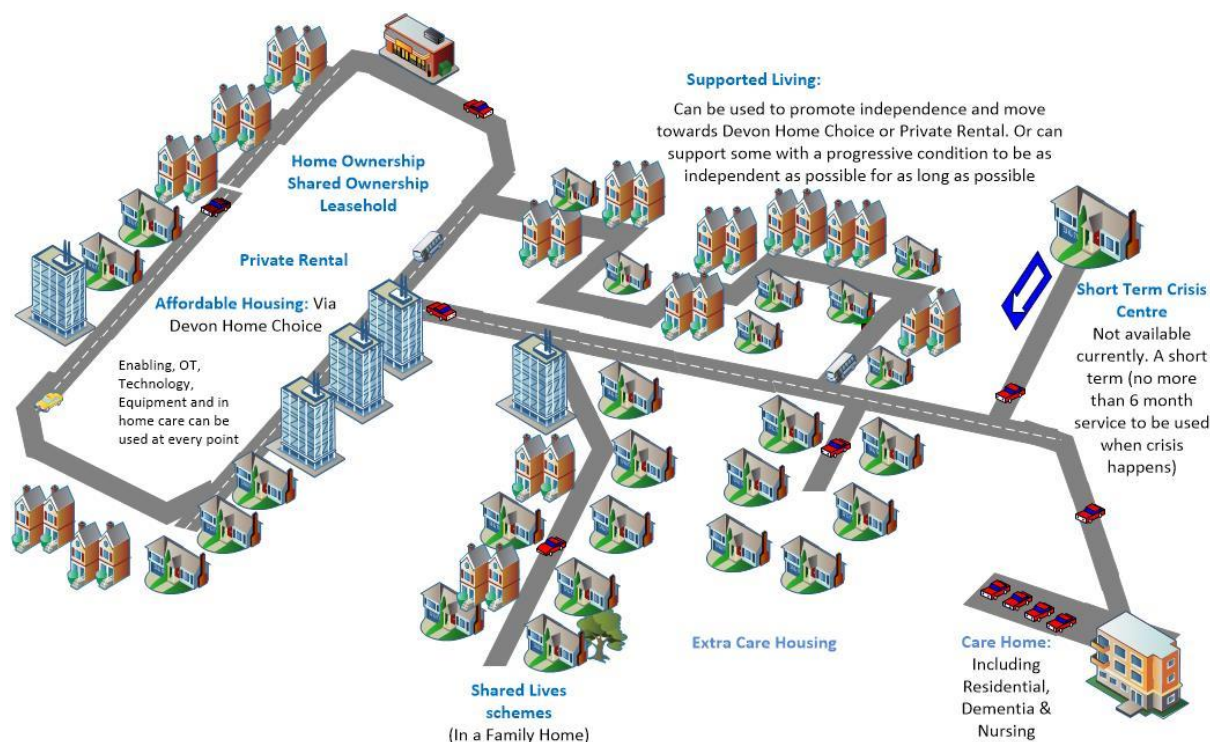 Supported Living:
Can be used to promote independence and move
towards Devon Home Choice or Private Rental. Or can
support some with a progressive condition to be as
independent as possible for as long as possible
Home Ownership
Shared Ownership
Leasehold
Private Rental
Affordable Housing: Via
Devon Home Choice
Enabling, OT,
Technology,
Equipment and in
home care can be
used at every point
Short Term Crisis
Centre
Not available
currently. A short
term (no more
than 6 month
service to be used
when crisis
happens)
Extra Care Housing
Care Home:
Including
Residential,
Dementia &
Nursing
Shared Lives
schemes
(In a Family Home)